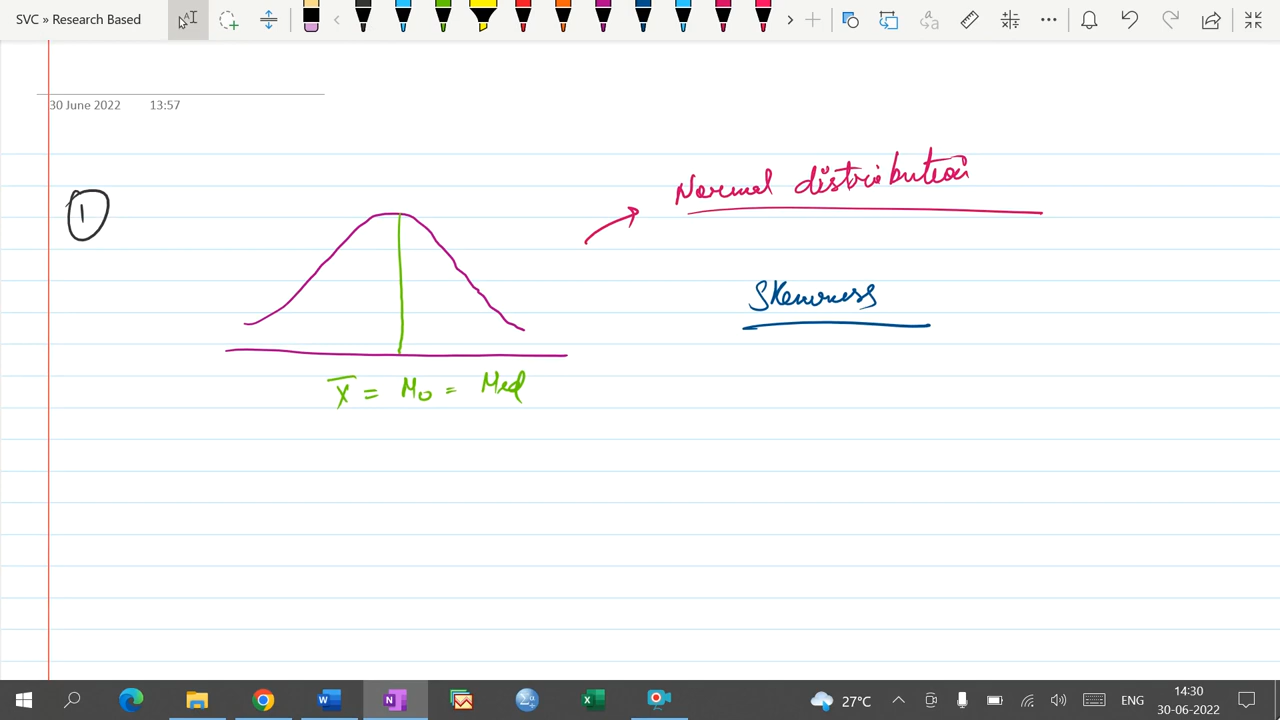 SVC » Research Based
30 June 2022 13:57
1
Normal distribution
Skewness
X̅ = Mo = Med
27°C
ENG
14:30
30-06-2022